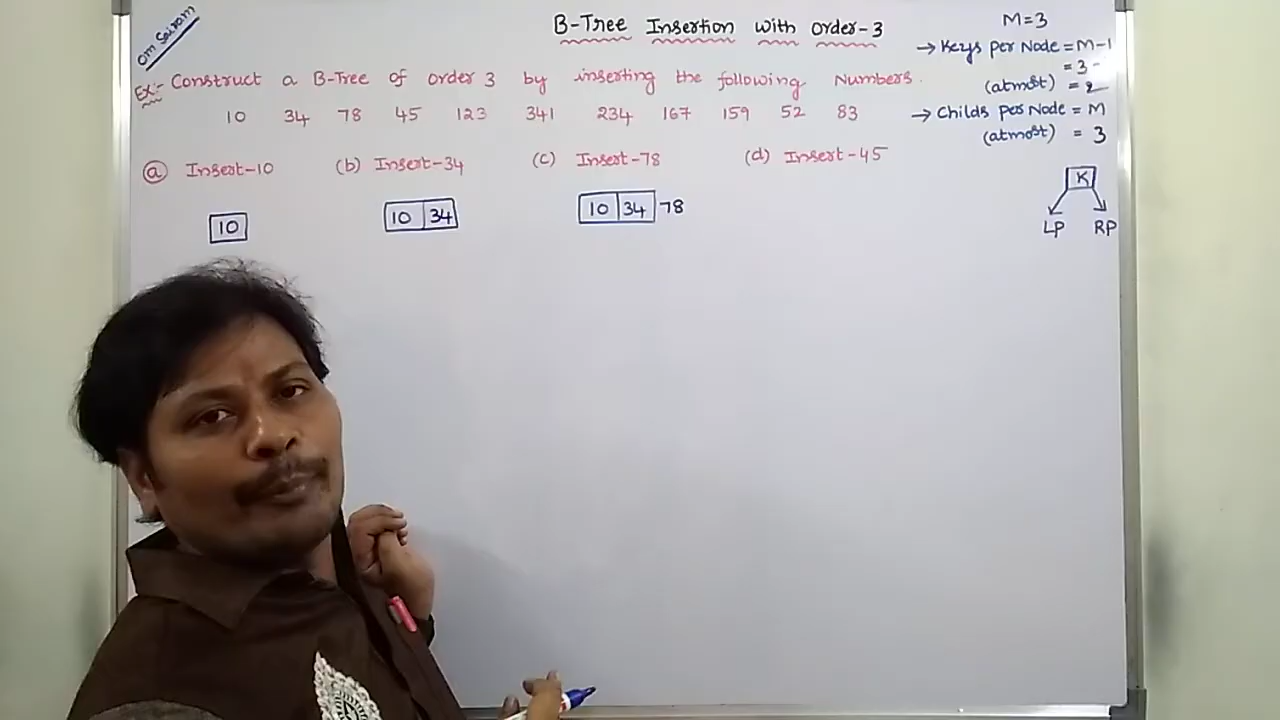 om Sairam
B-Tree Insertion with order-3
M=3
→ Keys per Node = M-1
= 3-
(atmost) = 2
→ Childs per Node = M
(atmost) = 3
Ex:- Construct a B-Tree of order 3 by inserting the following Numbers.
10 34 78 45 123 341 234 167 159 52 83
(a) Insert-10 (b) Insert-34 (c) Insert-78 (d) Insert-45
10 10 34 10 34 78
K
LP RP